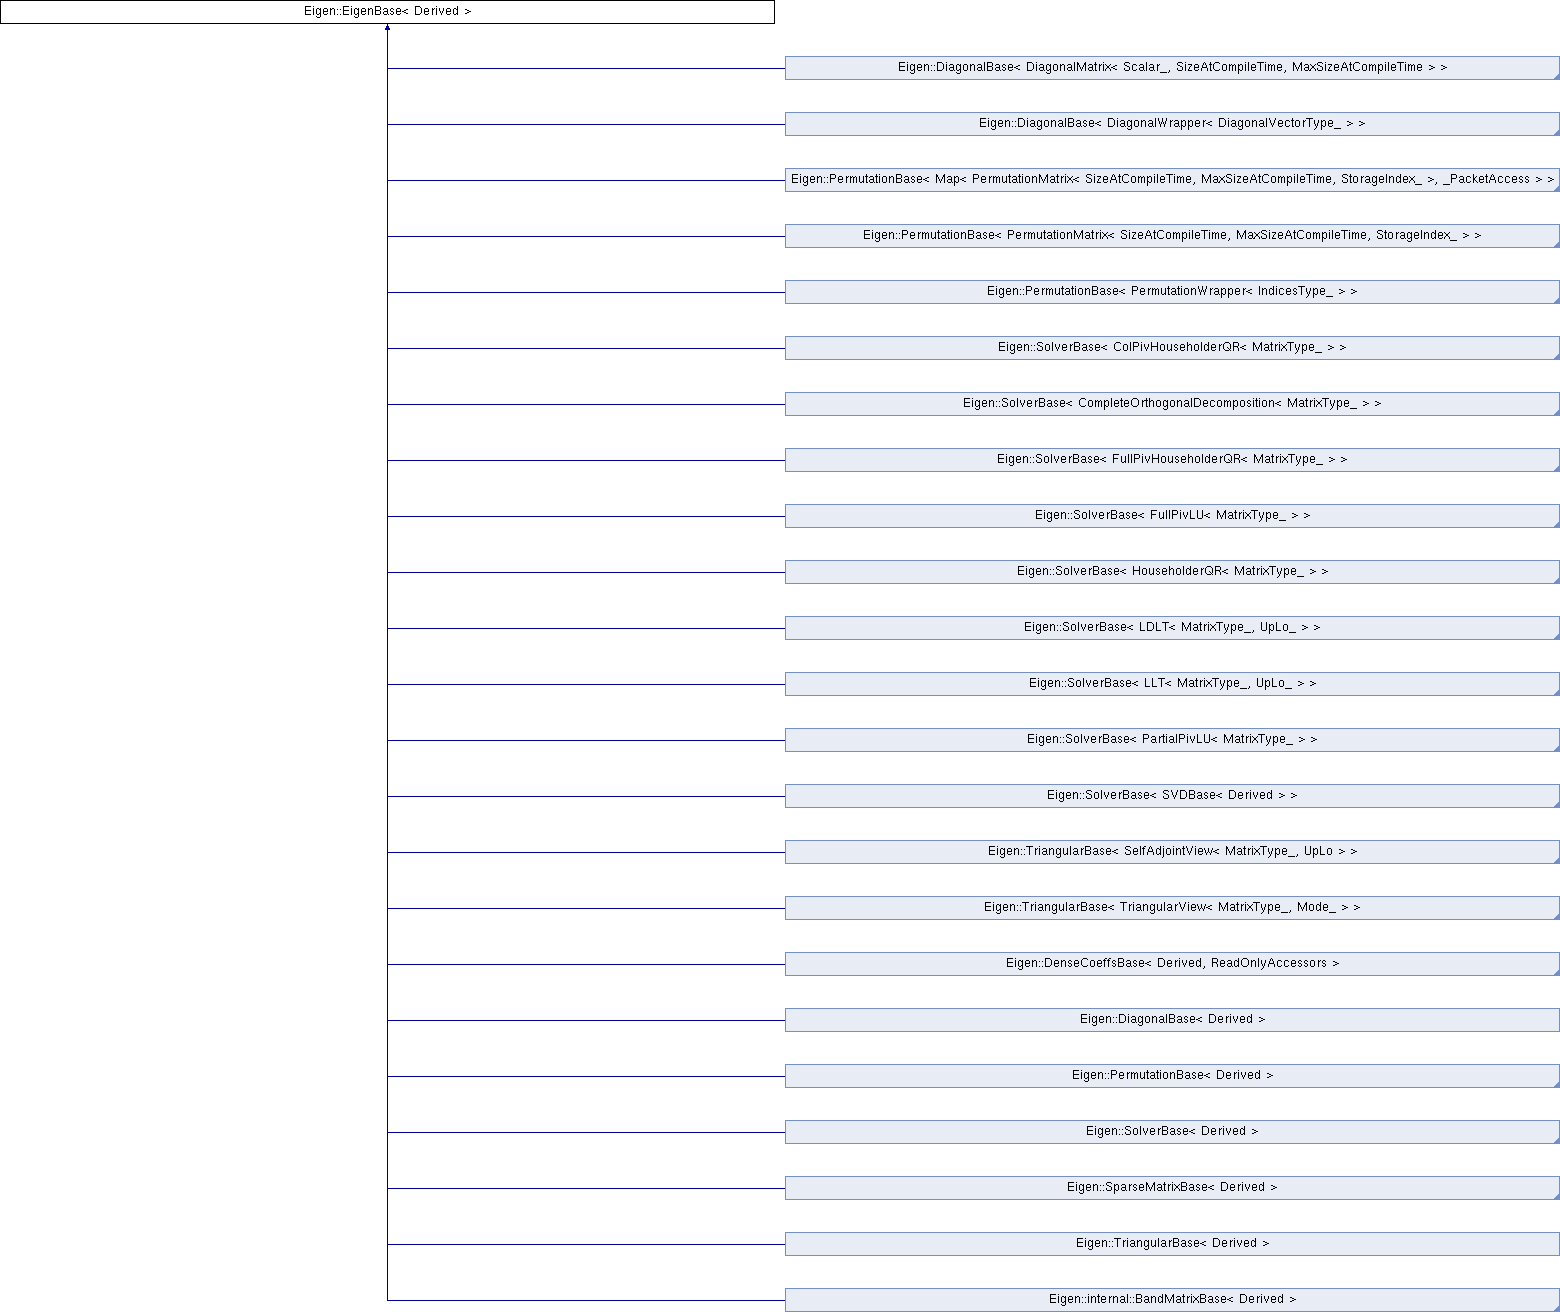 Eigen::EigenBase< Derived >
Eigen::DiagonalBase< DiagonalMatrix< Scalar_, SizeAtCompileTime, MaxSizeAtCompileTime > >
Eigen::DiagonalBase< DiagonalWrapper< DiagonalVectorType_ > >
Eigen::PermutationBase< Map< PermutationMatrix< SizeAtCompileTime, MaxSizeAtCompileTime, StorageIndex_ >, _PacketAccess > >
Eigen::PermutationBase< PermutationMatrix< SizeAtCompileTime, MaxSizeAtCompileTime, StorageIndex_ > >
Eigen::PermutationBase< PermutationWrapper< IndicesType_ > >
Eigen::SolverBase< ColPivHouseholderQR< MatrixType_ > >
Eigen::SolverBase< CompleteOrthogonalDecomposition< MatrixType_ > >
Eigen::SolverBase< FullPivHouseholderQR< MatrixType_ > >
Eigen::SolverBase< FullPivLU< MatrixType_ > >
Eigen::SolverBase< HouseholderQR< MatrixType_ > >
Eigen::SolverBase< LDLT< MatrixType_, UpLo_ > >
Eigen::SolverBase< LLT< MatrixType_, UpLo_ > >
Eigen::SolverBase< PartialPivLU< MatrixType_ > >
Eigen::SolverBase< SVDBase< Derived > >
Eigen::TriangularBase< SelfAdjointView< MatrixType_, UpLo > >
Eigen::TriangularBase< TriangularView< MatrixType_, Mode_ > >
Eigen::DenseCoeffsBase< Derived, ReadOnlyAccessors >
Eigen::DiagonalBase< Derived >
Eigen::PermutationBase< Derived >
Eigen::SolverBase< Derived >
Eigen::SparseMatrixBase< Derived >
Eigen::TriangularBase< Derived >
Eigen::internal::BandMatrixBase< Derived >